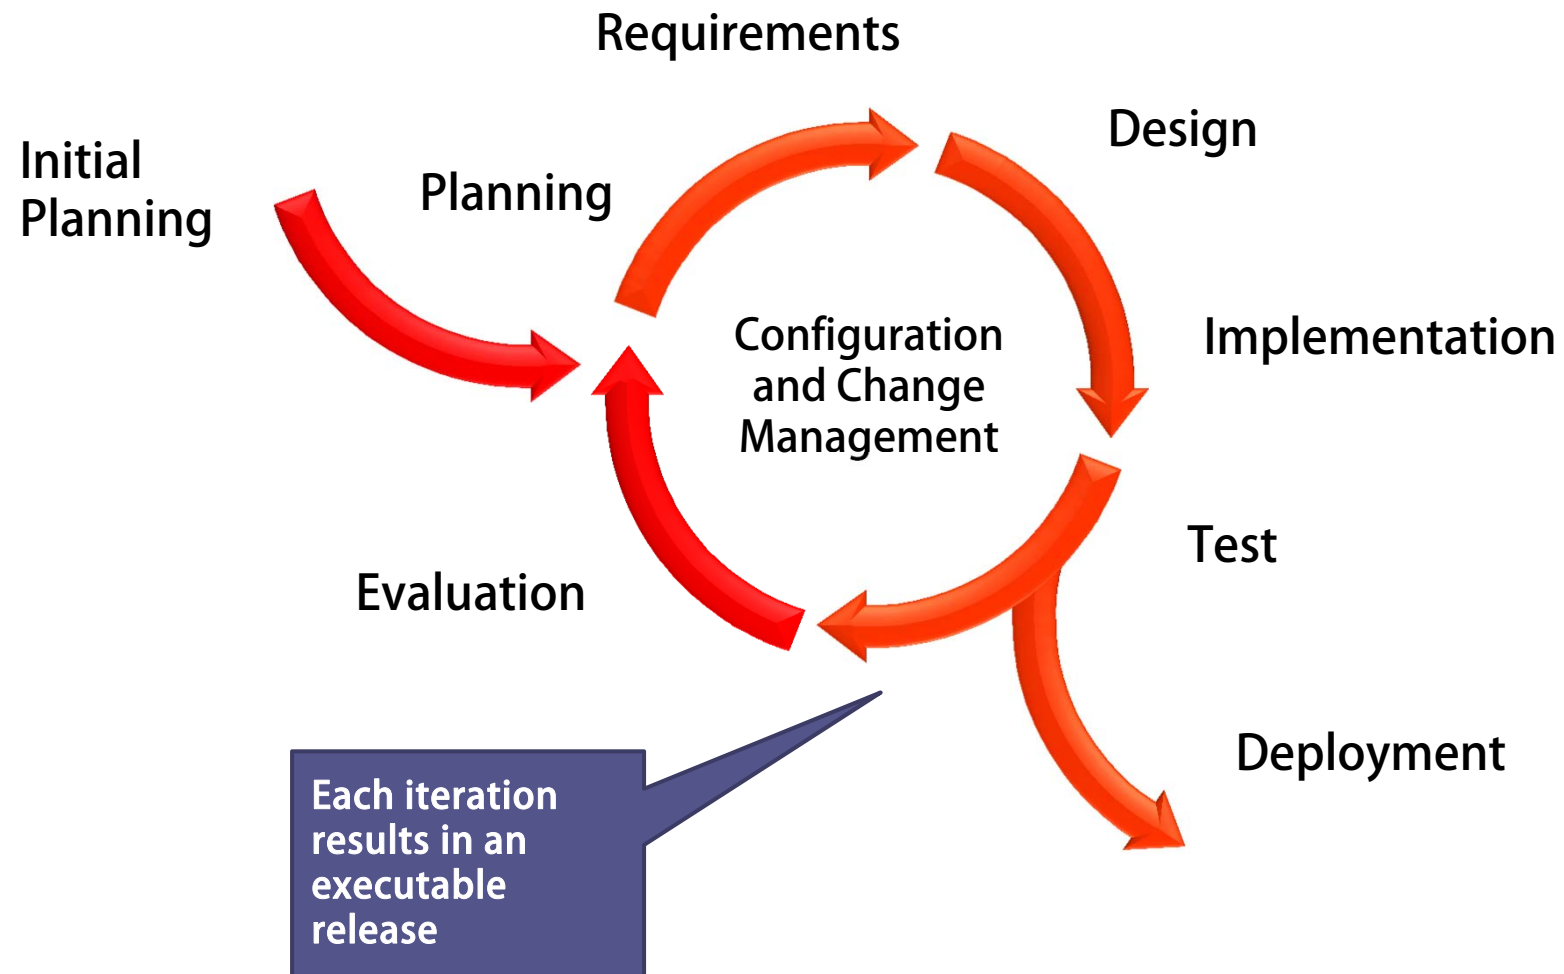 Requirements
Design
Initial
Planning
Planning
Configuration
and Change
Management
Implementation
Test
Evaluation
Deployment
Each iteration
results in an
executable
release